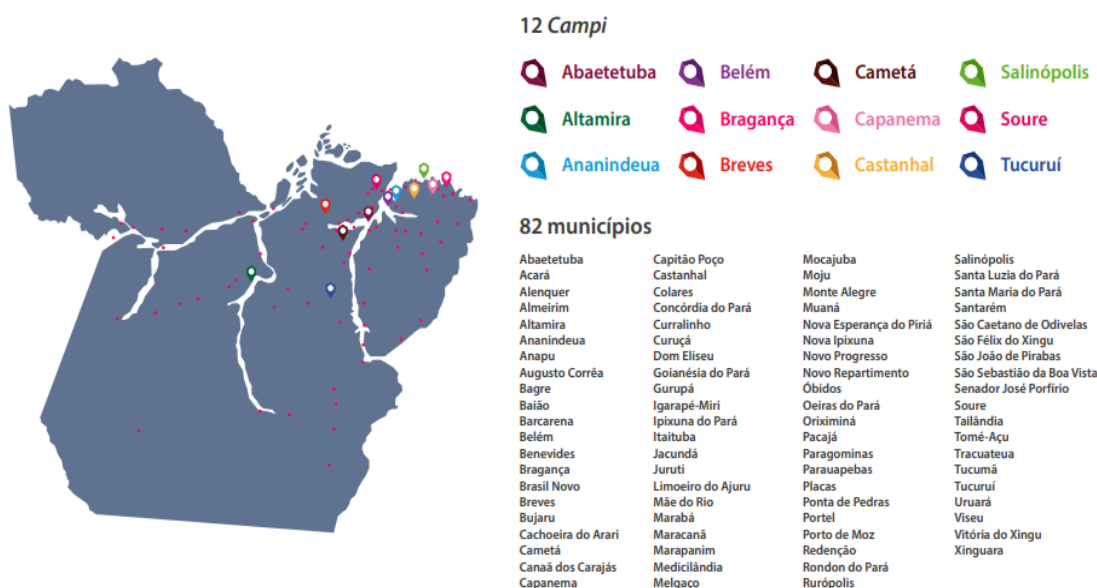 12 Campi
Abaetetuba
Belém
Cametá
Salinópolis
Altamira
Bragança
Capanema
Soure
Ananindeua
Breves
Castanhal
Tucuruí
82 municípios
Abaetetuba
Acará
Alenquer
Almeirim
Altamira
Ananindeua
Anapu
Augusto Corrêa
Bagre
Baião
Barcarena
Belém
Benevides
Bragança
Brasil Novo
Breves
Bujaru
Cachoeira do Arari
Cametá
Canaã dos Carajás
Capanema
Capitão Poço
Castanhal
Colares
Concórdia do Pará
Curralinho
Curuçá
Dom Eliseu
Goianésia do Pará
Gurupá
Igarapé-Miri
Ipixuna do Pará
Itaituba
Jacundá
Juruti
Limoeiro do Ajuru
Mãe do Rio
Marabá
Maracanã
Marapanim
Medicilândia
Melgaço
Mocajuba
Moju
Monte Alegre
Muaná
Nova Esperança do Piriá
Nova Ipixuna
Novo Progresso
Novo Repartimento
Óbidos
Oeiras do Pará
Oriximiná
Pacajá
Paragominas
Parauapebas
Placas
Ponta de Pedras
Portel
Porto de Moz
Redenção
Rondon do Pará
Rurópolis
Salinópolis
Santa Luzia do Pará
Santa Maria do Pará
Santarém
São Caetano de Odivelas
São Félix do Xingu
São João de Pirabas
São Sebastião da Boa Vista
Senador José Porfírio
Soure
Tailândia
Tomé-Açu
Tracuateua
Tucumã
Tucuruí
Uruará
Viseu
Vitória do Xingu
Xinguara